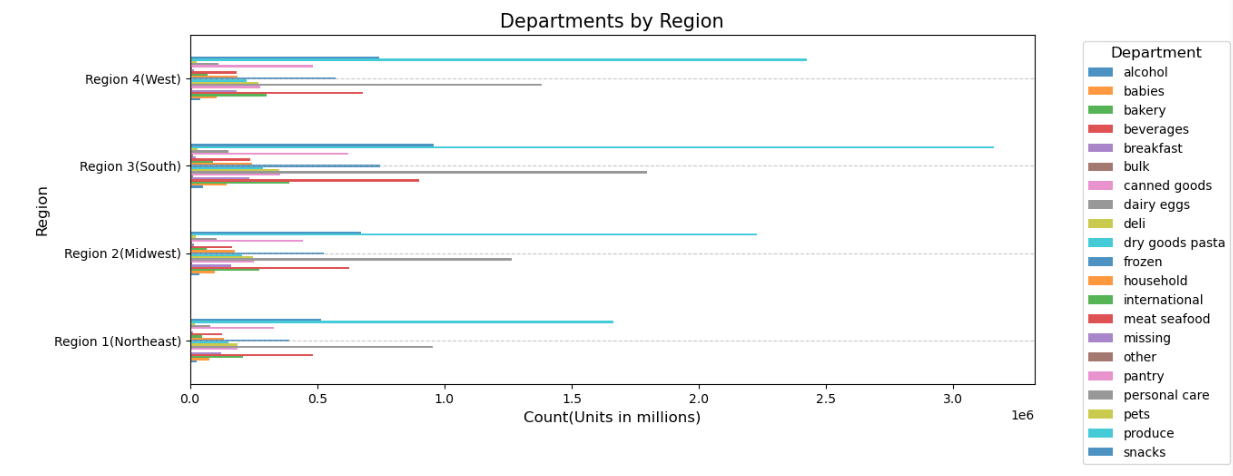 Departments by Region
Region 4(West)
Region 3(South)
Region 2(Midwest)
Region 1(Northeast)
Region
0.0 0.5 1.0 1.5 2.0 2.5 3.0
1e6
Count(Units in millions)
Department
alcohol
babies
bakery
beverages
breakfast
bulk
canned goods
dairy eggs
deli
dry goods pasta
frozen
household
international
meat seafood
missing
other
pantry
personal care
pets
produce
snacks